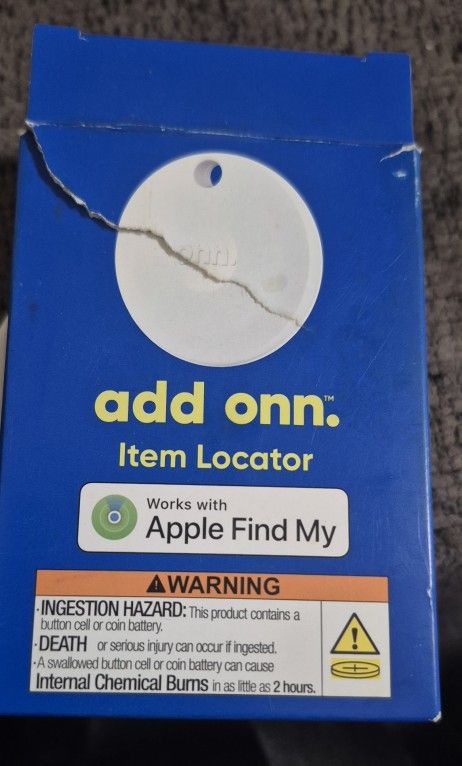 onn.
add onn.™
Item Locator
Works with
Apple Find My
WARNING
·INGESTION HAZARD: This product contains a
button cell or coin battery.
·DEATH or serious injury can occur if ingested.
·A swallowed button cell or coin battery can cause
Internal Chemical Burns in as little as 2 hours.